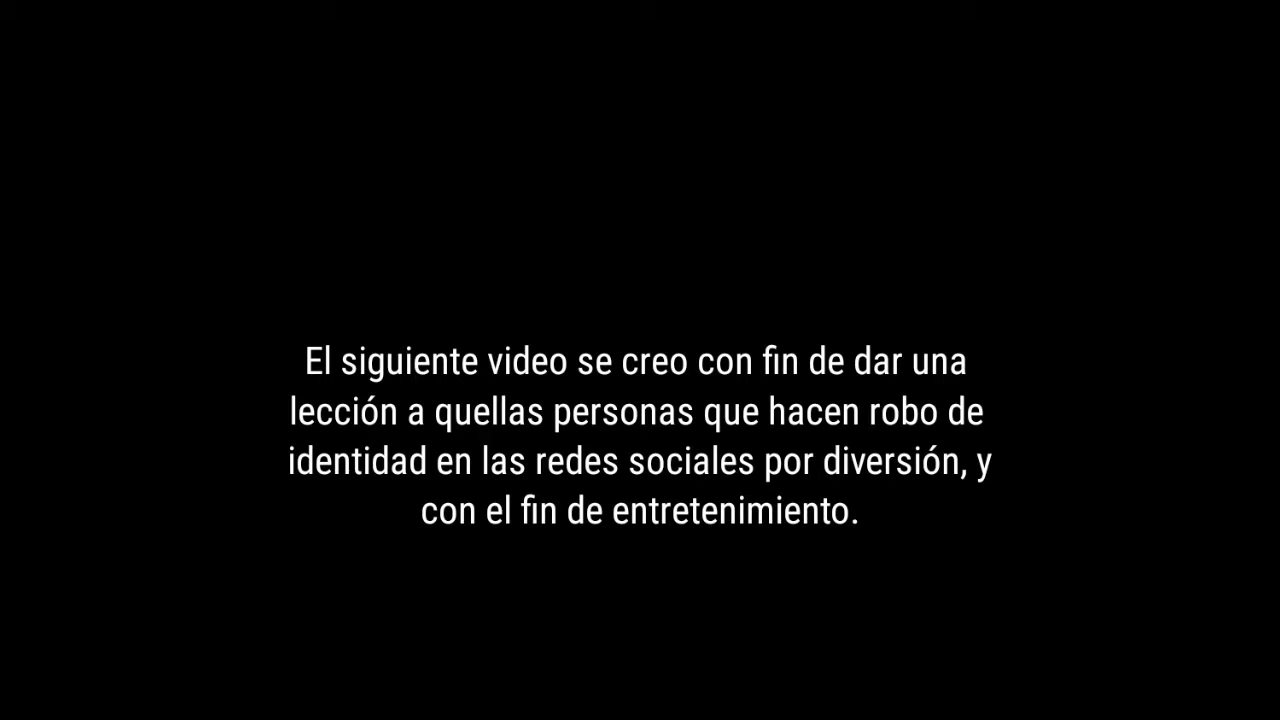 El siguiente video se creo con fin de dar una
lección a quellas personas que hacen robo de
identidad en las redes sociales por diversión, y
con el fin de entretenimiento.